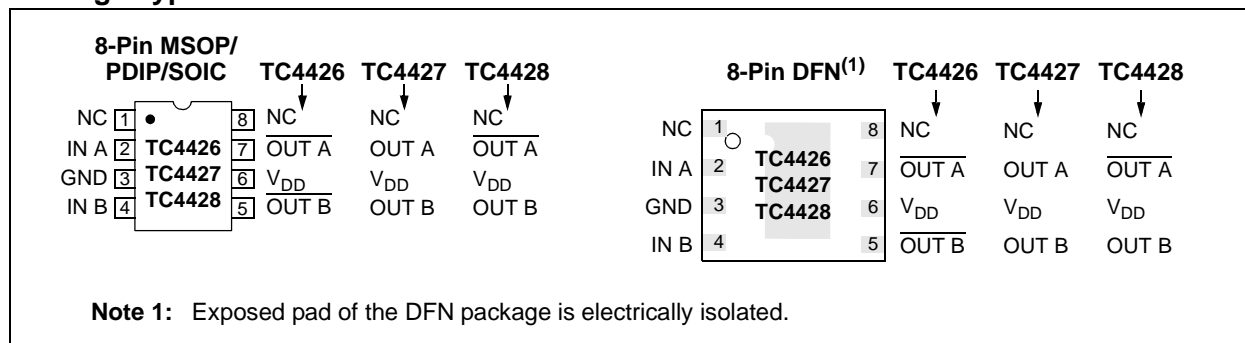 8-Pin MSOP/
PDIP/SOIC TC4426 TC4427 TC4428
NC 1 8 NC NC NC
IN A 2 TC4426 7 OUT A OUT A OUT A
GND 3 TC4427 6 VDD VDD VDD
IN B 4 TC4428 5 OUT B OUT B OUT B
8-Pin DFN(1) TC4426 TC4427 TC4428
NC 1 8 NC NC NC
IN A 2 TC4426 7 OUT A OUT A OUT A
TC4427
GND 3 TC4428 6 VDD VDD VDD
IN B 4 5 OUT B OUT B OUT B
Note 1: Exposed pad of the DFN package is electrically isolated.